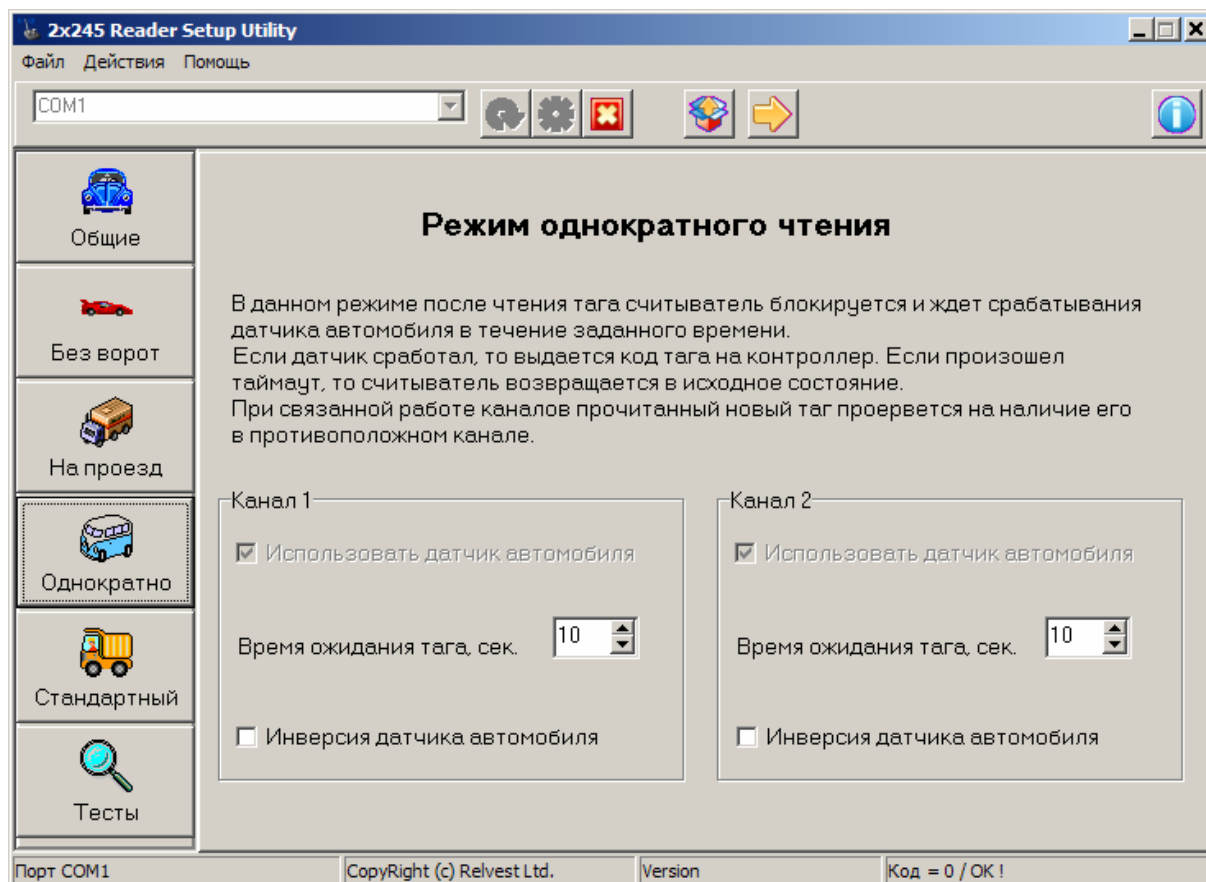 2x245 Reader Setup Utility
Файл Действия Помощь
COM1
Общие
Без ворот
На проезд
Однократно
Стандартный
Тесты
Режим однократного чтения
В данном режиме после чтения тага считыватель блокируется и ждет срабатывания
датчика автомобиля в течение заданного времени.
Если датчик сработал, то выдается код тага на контроллер. Если произошел
таймаут, то считыватель возвращается в исходное состояние.
При связанной работе каналов прочитанный новый таг проервется на наличие его
в противоположном канале.
Канал 1
Использовать датчик автомобиля
Время ожидания тага, сек. 10
Инверсия датчика автомобиля
Канал 2
Использовать датчик автомобиля
Время ожидания тага, сек. 10
Инверсия датчика автомобиля
Порт COM1 CopyRight (c) Relvest Ltd. Version Код = 0 / OK !